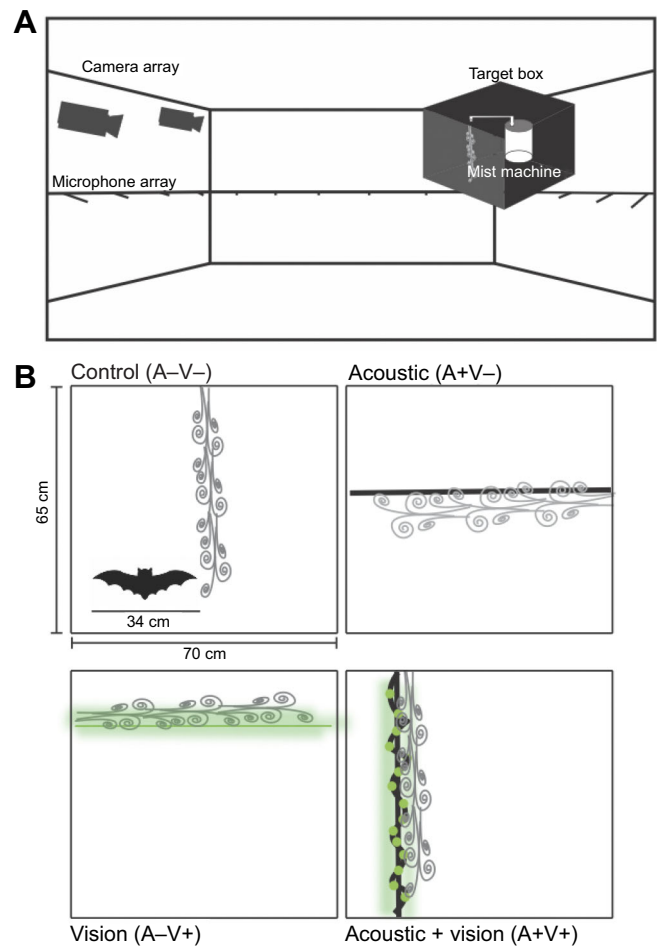 A
Camera array
Target box
Mist machine
Microphone array
B
Control (A–V–)
Acoustic (A+V–)
65 cm
34 cm
70 cm
Vision (A–V+)
Acoustic + vision (A+V+)